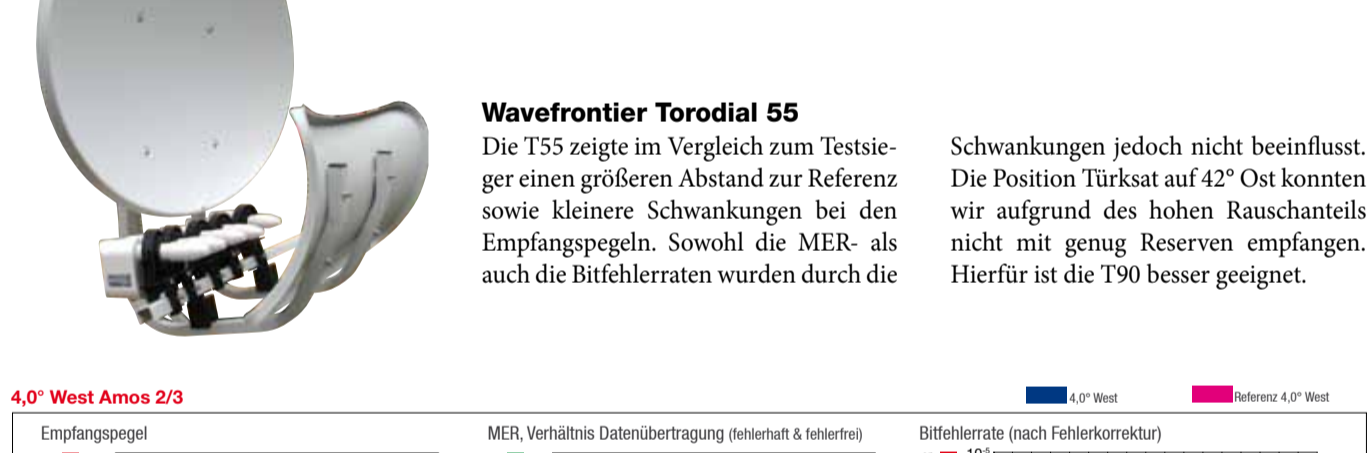 Wavefrontier Torodial 55
Die T55 zeigte im Vergleich zum Testsie-
ger einen größeren Abstand zur Referenz
sowie kleinere Schwankungen bei den
Empfangspegeln. Sowohl die MER- als
auch die Bitfehlerraten wurden durch die
Schwankungen jedoch nicht beeinflusst.
Die Position Türksat auf 42° Ost konnten
wir aufgrund des hohen Rauschanteils
nicht mit genug Reserven empfangen.
Hierfür ist die T90 besser geeignet.
4,0° West Amos 2/3
4,0° West
Referenz 4,0° West
Empfangspegel
MER, Verhältnis Datenübertragung (fehlerhaft & fehlerfrei)
Bitfehlerrate (nach Fehlerkorrektur)
10⁻⁵